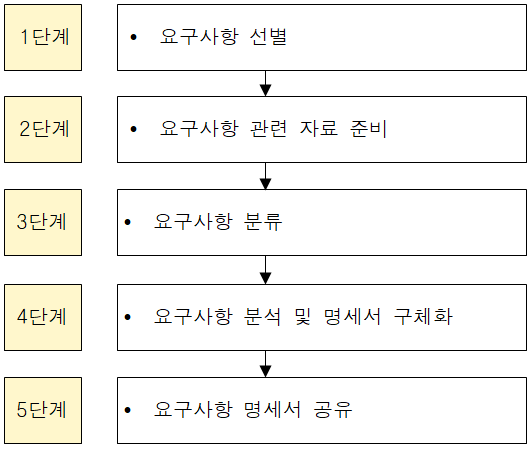 1단계
• 요구사항 선별
2단계
• 요구사항 관련 자료 준비
3단계
• 요구사항 분류
4단계
• 요구사항 분석 및 명세서 구체화
5단계
• 요구사항 명세서 공유